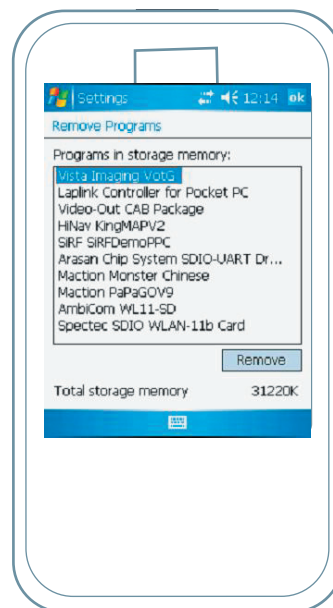 Settings 12:14 ok
Remove Programs
Programs in storage memory:
Vista Imaging VotG
Laplink Controller for Pocket PC
Video-Out CAB Package
HiNav KingMAPV2
SiRF SiRFDemoPPC
Arasan Chip System SDIO-UART Dr...
Maction Monster Chinese
Maction PaPaGOV9
AmbiCom WL11-SD
Spectec SDIO WLAN-11b Card
Remove
Total storage memory 31220K